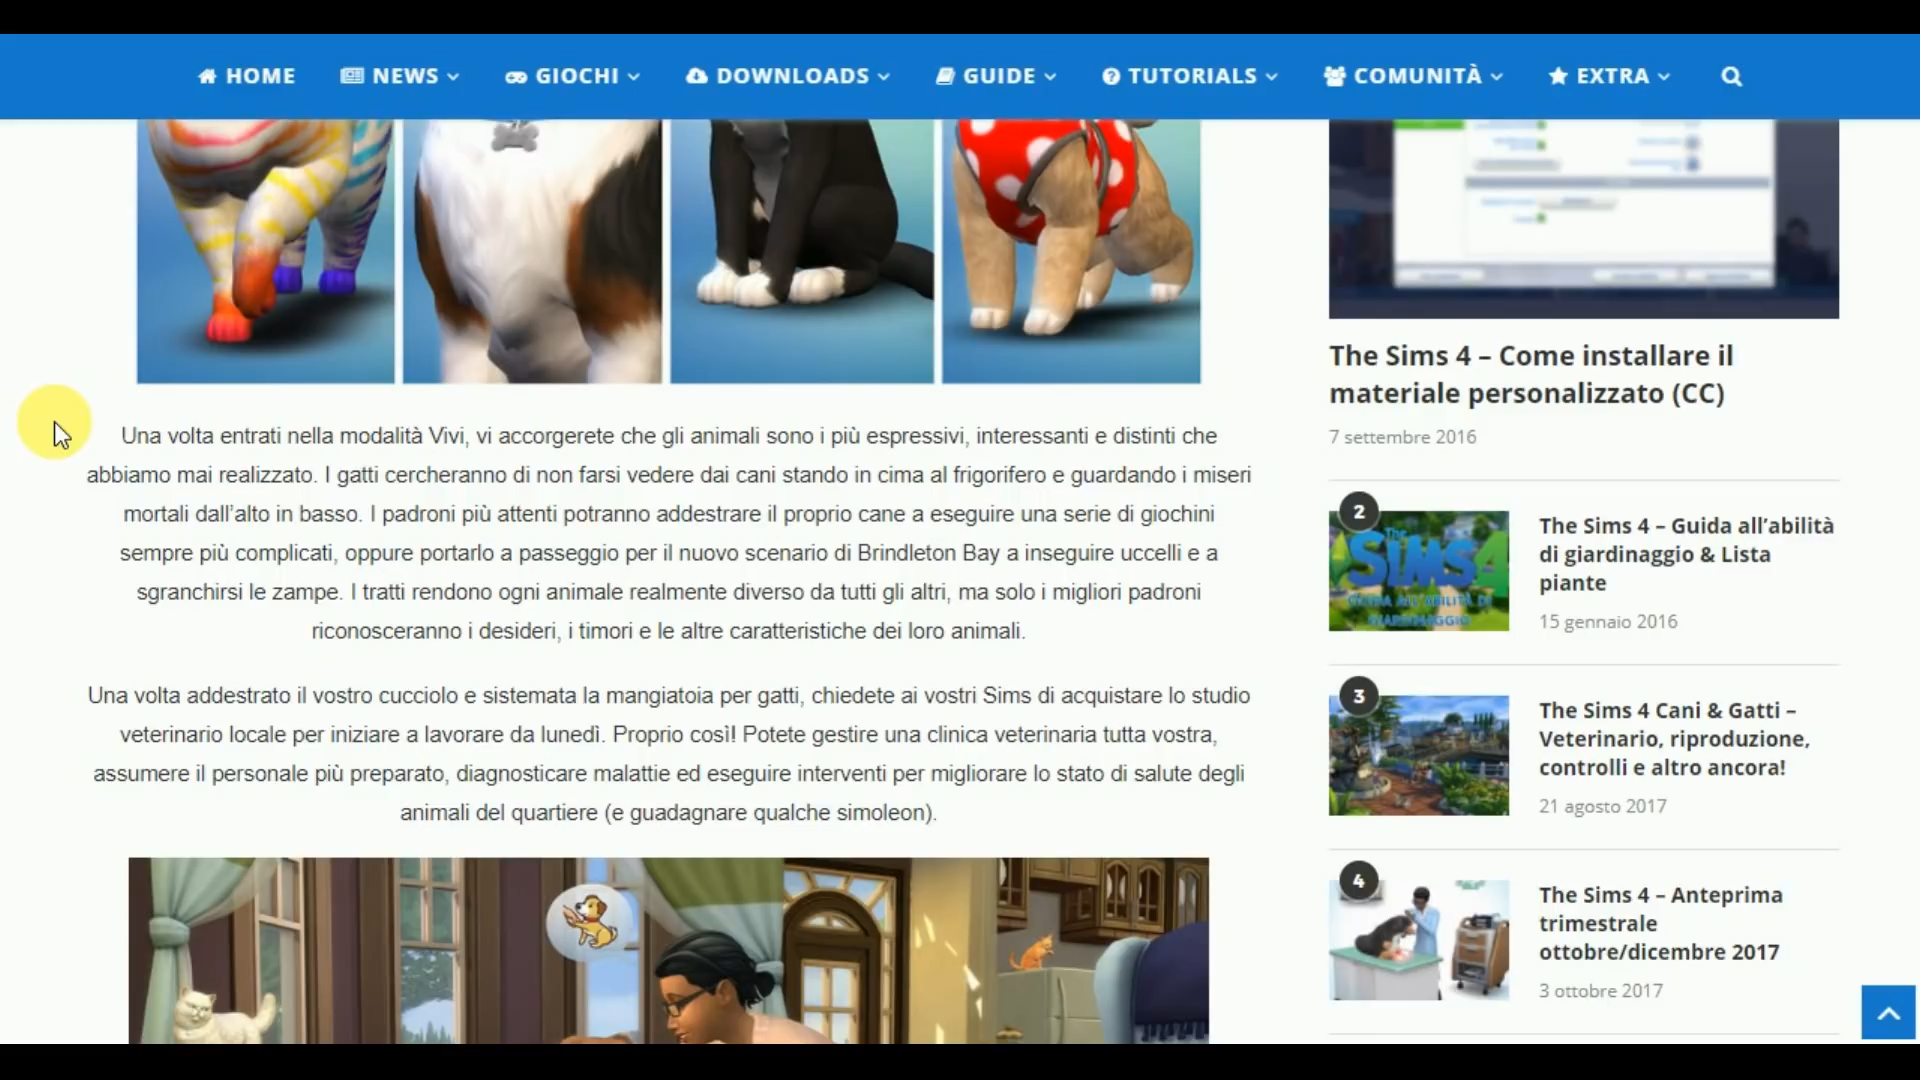 HOME NEWS GIOCHI DOWNLOADS GUIDE TUTORIALS COMUNITÀ EXTRA
Una volta entrati nella modalità Vivi, vi accorgerete che gli animali sono i più espressivi, interessanti e distinti che
abbiamo mai realizzato. I gatti cercheranno di non farsi vedere dai cani stando in cima al frigorifero e guardando i miseri
mortali dall'alto in basso. I padroni più attenti potranno addestrare il proprio cane a eseguire una serie di giochini
sempre più complicati, oppure portarlo a passeggio per il nuovo scenario di Brindleton Bay a inseguire uccelli e a
sgranchirsi le zampe. I tratti rendono ogni animale realmente diverso da tutti gli altri, ma solo i migliori padroni
riconosceranno i desideri, i timori e le altre caratteristiche dei loro animali.
Una volta addestrato il vostro cucciolo e sistemata la mangiatoia per gatti, chiedete ai vostri Sims di acquistare lo studio
veterinario locale per iniziare a lavorare da lunedì. Proprio così! Potete gestire una clinica veterinaria tutta vostra,
assumere il personale più preparato, diagnosticare malattie ed eseguire interventi per migliorare lo stato di salute degli
animali del quartiere (e guadagnare qualche simoleon).
The Sims 4 – Come installare il
materiale personalizzato (CC)
7 settembre 2016
2
The SIMS 4
GUIDA ALL'ABILITÀ DI
GIARDINAGGIO
The Sims 4 – Guida all'abilità
di giardinaggio & Lista
piante
15 gennaio 2016
3
The Sims 4 Cani & Gatti –
Veterinario, riproduzione,
controlli e altro ancora!
21 agosto 2017
4
The Sims 4 – Anteprima
trimestrale
ottobre/dicembre 2017
3 ottobre 2017